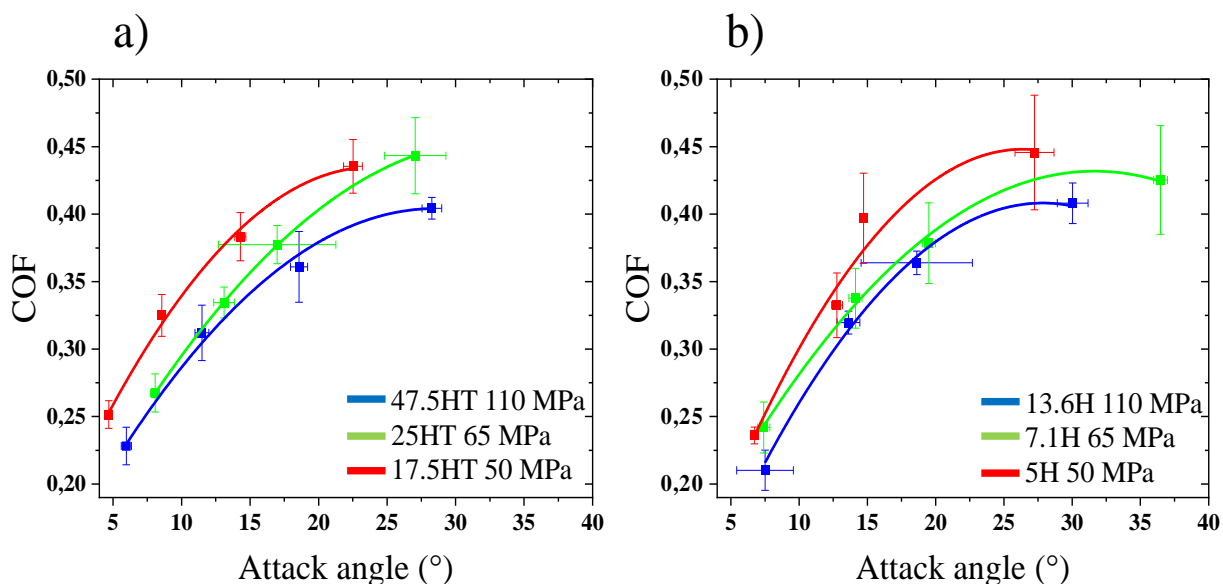 a)
COF
0,50
0,45
0,40
0,35
0,30
0,25
0,20
47.5HT 110 MPa
25HT 65 MPa
17.5HT 50 MPa
5 10 15 20 25 30 35 40
Attack angle (°)
b)
COF
0,50
0,45
0,40
0,35
0,30
0,25
0,20
13.6H 110 MPa
7.1H 65 MPa
5H 50 MPa
5 10 15 20 25 30 35 40
Attack angle (°)